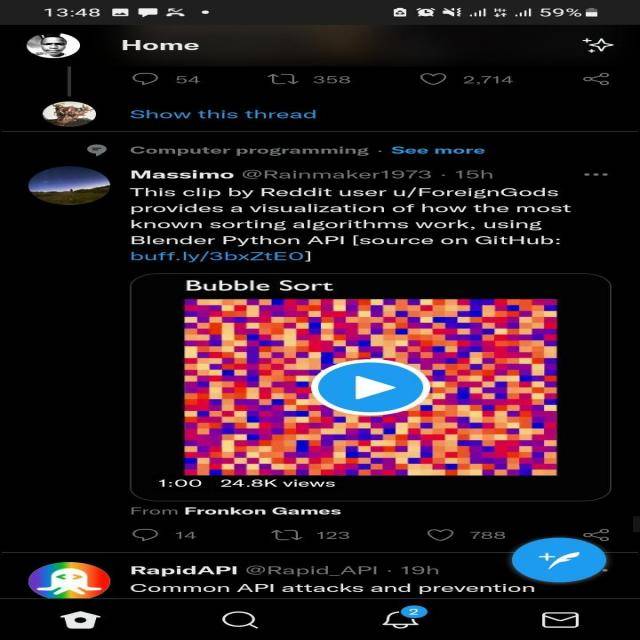 13:48
59%
Home
54 358 2,714
Show this thread
Computer programming · See more
Massimo @Rainmaker1973 · 15h
This clip by Reddit user u/ForeignGods
provides a visualization of how the most
known sorting algorithms work, using
Blender Python API [source on GitHub:
buff.ly/3bxZtEO]
Bubble Sort
1:00 24.8K views
From Fronkon Games
14 123 788
RapidAPI @Rapid_API · 19h
Common API attacks and prevention
2